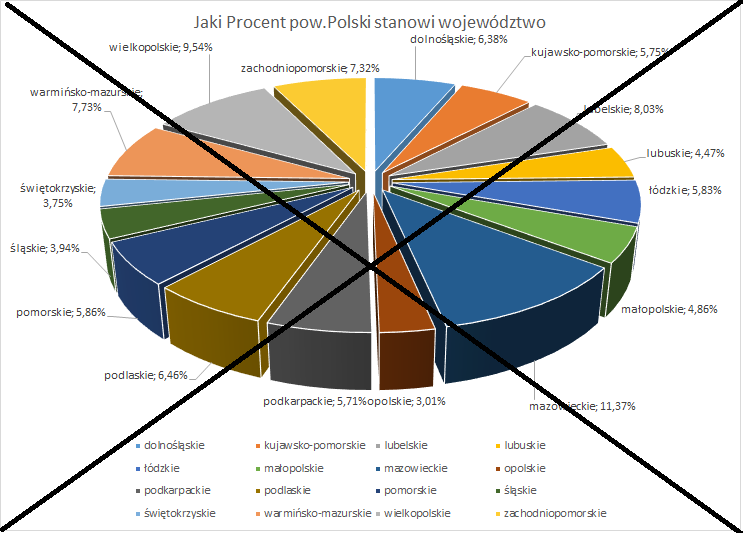 Jaki Procent pow.Polski stanowi województwo
dolnośląskie; 6,38%
kujawsko-pomorskie; 5,75%
lubelskie; 8,03%
lubuskie; 4,47%
łódzkie; 5,83%
małopolskie; 4,86%
mazowieckie; 11,37%
opolskie; 3,01%
podkarpackie; 5,71%
podlaskie; 6,46%
pomorskie; 5,86%
śląskie; 3,94%
świętokrzyskie;
3,75%
warmińsko-mazurskie;
7,73%
wielkopolskie; 9,54%
zachodniopomorskie; 7,32%
dolnośląskie kujawsko-pomorskie lubelskie lubuskie
łódzkie małopolskie mazowieckie opolskie
podkarpackie podlaskie pomorskie śląskie
świętokrzyskie warmińsko-mazurskie wielkopolskie zachodniopomorskie